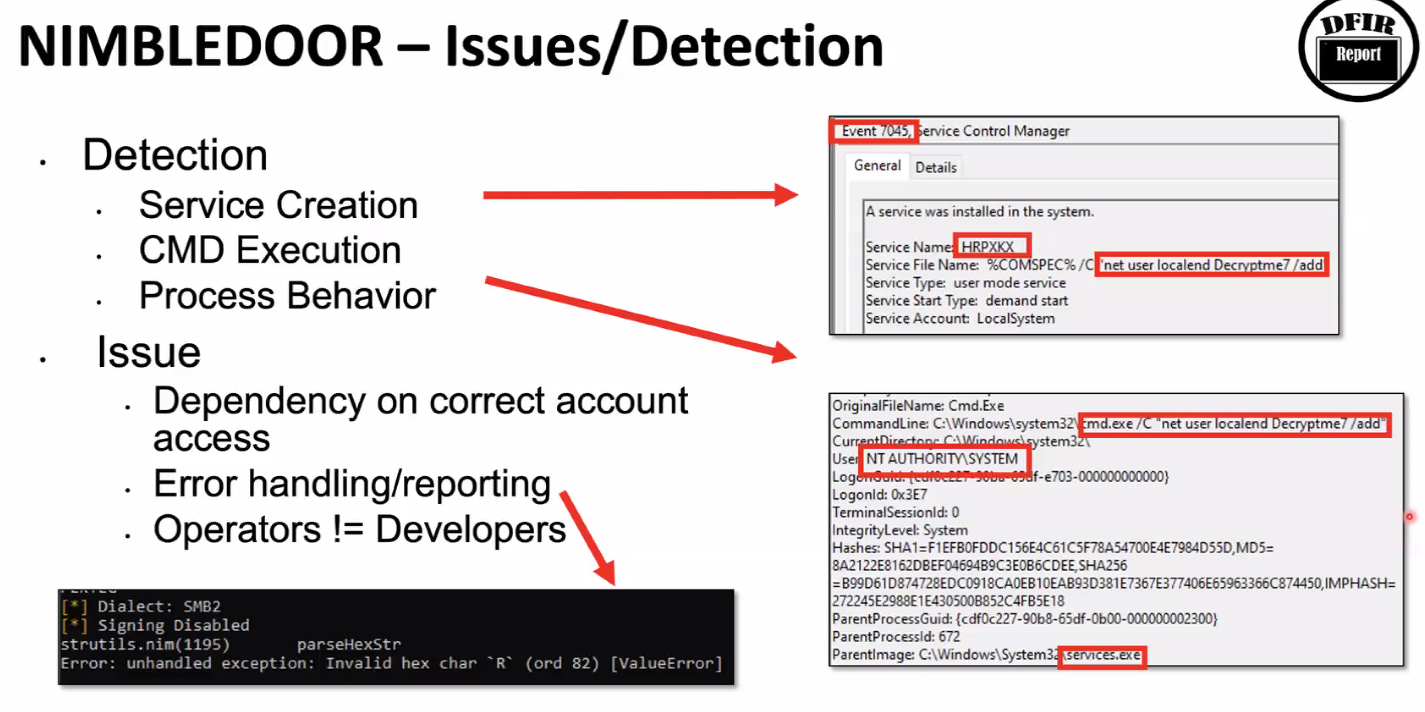 NIMBLEDOOR – Issues/Detection
DFIR
Report
Detection
Service Creation
CMD Execution
Process Behavior
Issue
Dependency on correct account
access
Error handling/reporting
Operators != Developers
Event 7045, Service Control Manager
General Details
A service was installed in the system.
Service Name: HRPXKX
Service File Name: %COMSPEC% /C "net user localend Decryptme7 /add
Service Type: user mode service
Service Start Type: demand start
Service Account: LocalSystem
OriginalFileName: Cmd.Exe
CommandLine: C:\Windows\system32\cmd.exe /C "net user localend Decryptme7 /add"
CurrentDirectory: C:\Windows\system32\
User: NT AUTHORITY\SYSTEM
LogonGuid: {cdf0c227-90ba-65df-e703-000000000000}
LogonId: 0x3E7
TerminalSessionId: 0
IntegrityLevel: System
Hashes: SHA1=F1EFB0FDDC156E4C61C5F78A54700E4E7984D55D,MD5=
8A2122E8162DBEF04694B9C3E0B6CDEE,SHA256
=B99D61D874728EDC0918CA0EB10EAB93D381E7367E377406E65963366C874450,IMPHASH=
272245E2988E1E430500B852C4FB5E18
ParentProcessGuid: {cdf0c227-90b8-65df-0b00-000000002300}
ParentProcessId: 672
ParentImage: C:\Windows\System32\services.exe
[*] Dialect: SMB2
[*] Signing Disabled
strutils.nim(1195) parseHexStr
Error: unhandled exception: Invalid hex char `R` (ord 82) [ValueError]